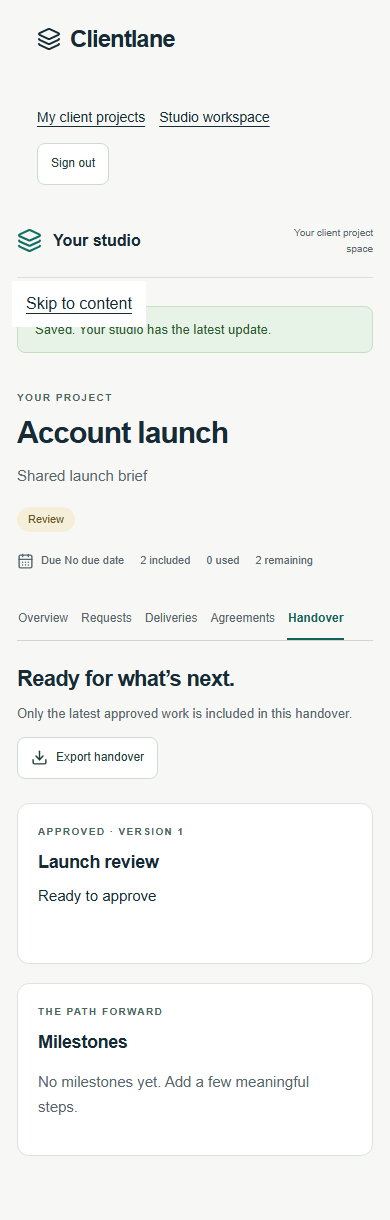 Clientlane
My client projects Studio workspace
Sign out
Your studio
Your client project
space
Skip to content
Saved. Your studio has the latest update.
YOUR PROJECT
Account launch
Shared launch brief
Review
Due No due date 2 included 0 used 2 remaining
Overview Requests Deliveries Agreements Handover
Ready for what’s next.
Only the latest approved work is included in this handover.
Export handover
APPROVED · VERSION 1
Launch review
Ready to approve
THE PATH FORWARD
Milestones
No milestones yet. Add a few meaningful
steps.